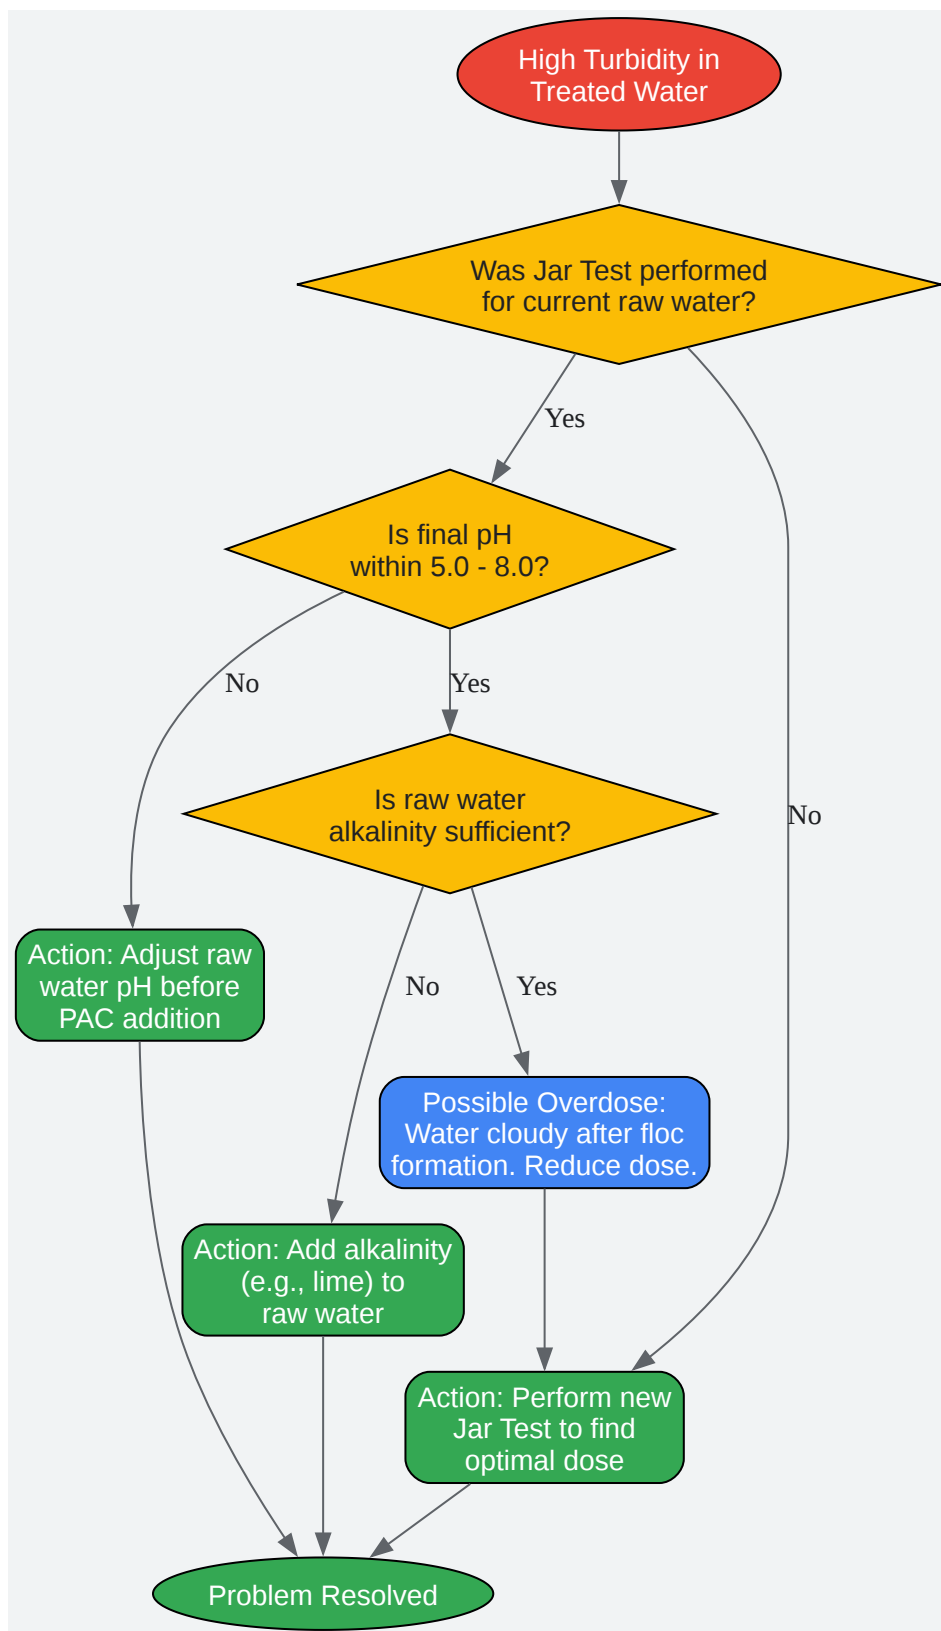 High Turbidity in
Treated Water
Was Jar Test performed
for current raw water?
Yes
Is final pH
within 5.0 - 8.0?
No
Yes
Is raw water
alkalinity sufficient?
No
Action: Adjust raw
water pH before
PAC addition
No
Yes
Possible Overdose:
Water cloudy after floc
formation. Reduce dose.
Action: Add alkalinity
(e.g., lime) to
raw water
Action: Perform new
Jar Test to find
optimal dose
Problem Resolved